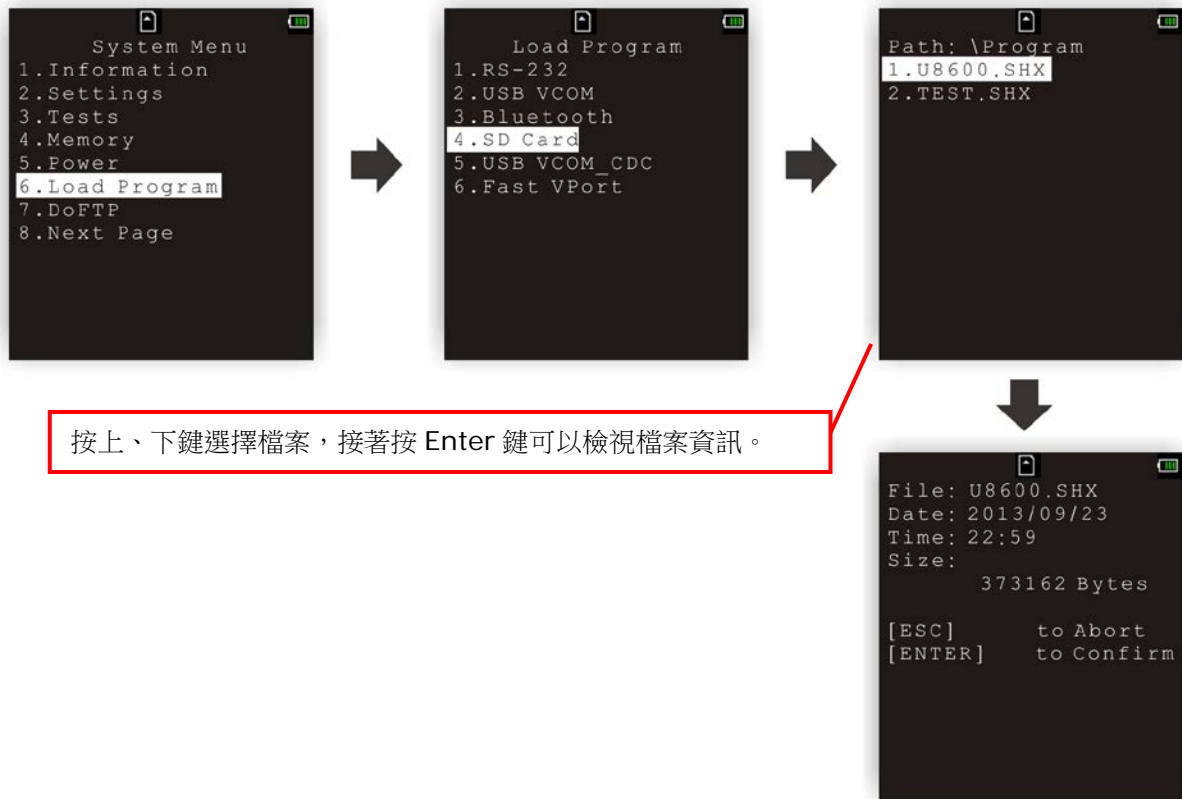 System Menu
1.Information
2.Settings
3.Tests
4.Memory
5.Power
6.Load Program
7.DoFTP
8.Next Page
Load Program
1.RS-232
2.USB VCOM
3.Bluetooth
4.SD Card
5.USB VCOM_CDC
6.Fast VPort
Path: \Program
1.U8600.SHX
2.TEST.SHX
按上、下鍵選擇檔案，接著按 Enter 鍵可以檢視檔案資訊。
File: U8600.SHX
Date: 2013/09/23
Time: 22:59
Size:
373162 Bytes
[ESC] to Abort
[ENTER] to Confirm